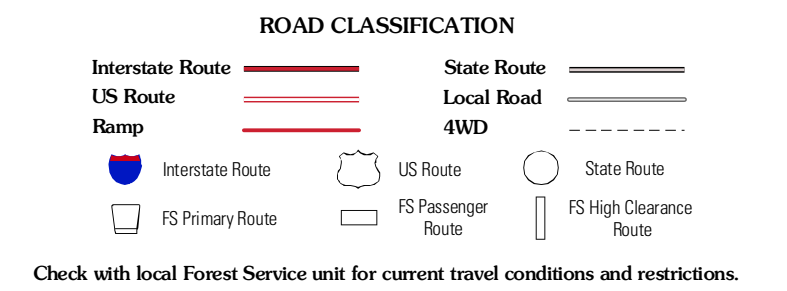 ROAD CLASSIFICATION
Interstate Route
State Route
US Route
Local Road
Ramp
4WD
Interstate Route
US Route
State Route
FS Primary Route
FS Passenger
Route
FS High Clearance
Route
Check with local Forest Service unit for current travel conditions and restrictions.